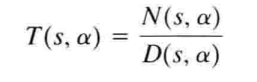 T(s, α) = N(s, α) / D(s, α)